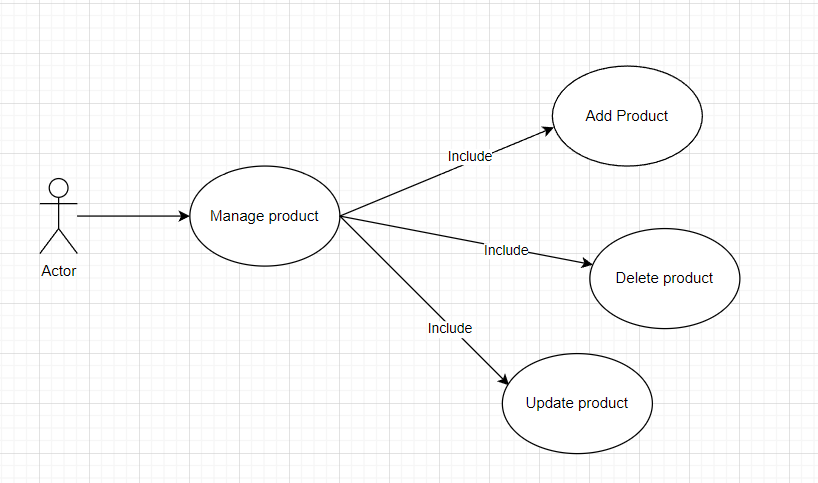 Add Product
Include
Manage product
Include
Actor
Delete product
Include
Update product